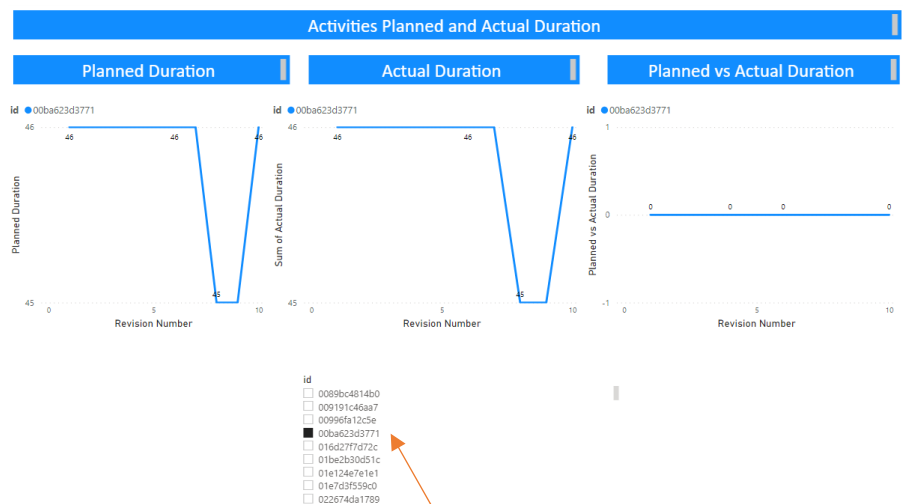 Activities Planned and Actual Duration
Planned Duration
Actual Duration
Planned vs Actual Duration
id 00ba623d3771
46
46
46
46
45
45
Planned Duration
0
5
10
Revision Number
id 00ba623d3771
46
46
46
46
45
45
Sum of Actual Duration
0
5
10
Revision Number
id 00ba623d3771
1
0
-1
0
0
0
0
Planned vs Actual Duration
0
5
10
Revision Number
id
0089bc4814b0
009191c46aa7
00996fa12c5e
00ba623d3771
016d27f7d72c
01be2b30d51c
01e124e7e1e1
01e7d3f559c0
022674da1789